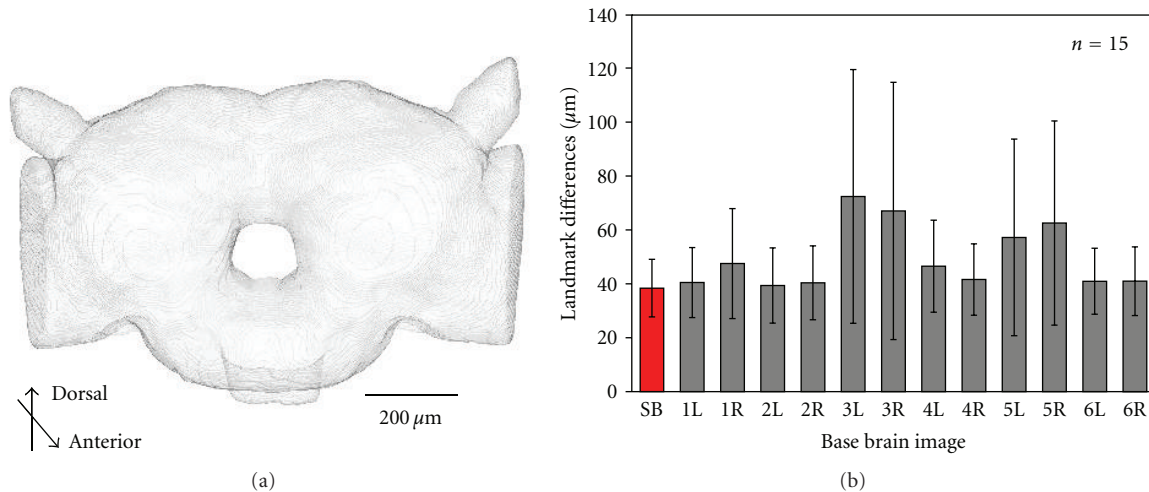 Dorsal
Anterior
200 μm
(a)
140
120
100
80
60
40
20
0
Landmark differences (μm)
n = 15
SB 1L 1R 2L 2R 3L 3R 4L 4R 5L 5R 6L 6R
Base brain image
(b)